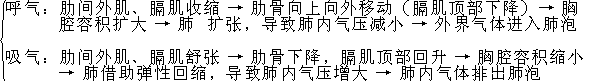 呼气：肋间外肌、膈肌收缩 → 肋骨向上向外移动（膈肌顶部下降）→ 胸
腔容积扩大 → 肺 扩张，导致肺内气压减小 → 外界气体进入肺泡
吸气：肋间外肌、膈肌舒张 → 肋骨下降，膈肌顶部回升 → 胸腔容积缩小
→ 肺借助弹性回缩，导致肺内气压增大 → 肺内气体排出肺泡